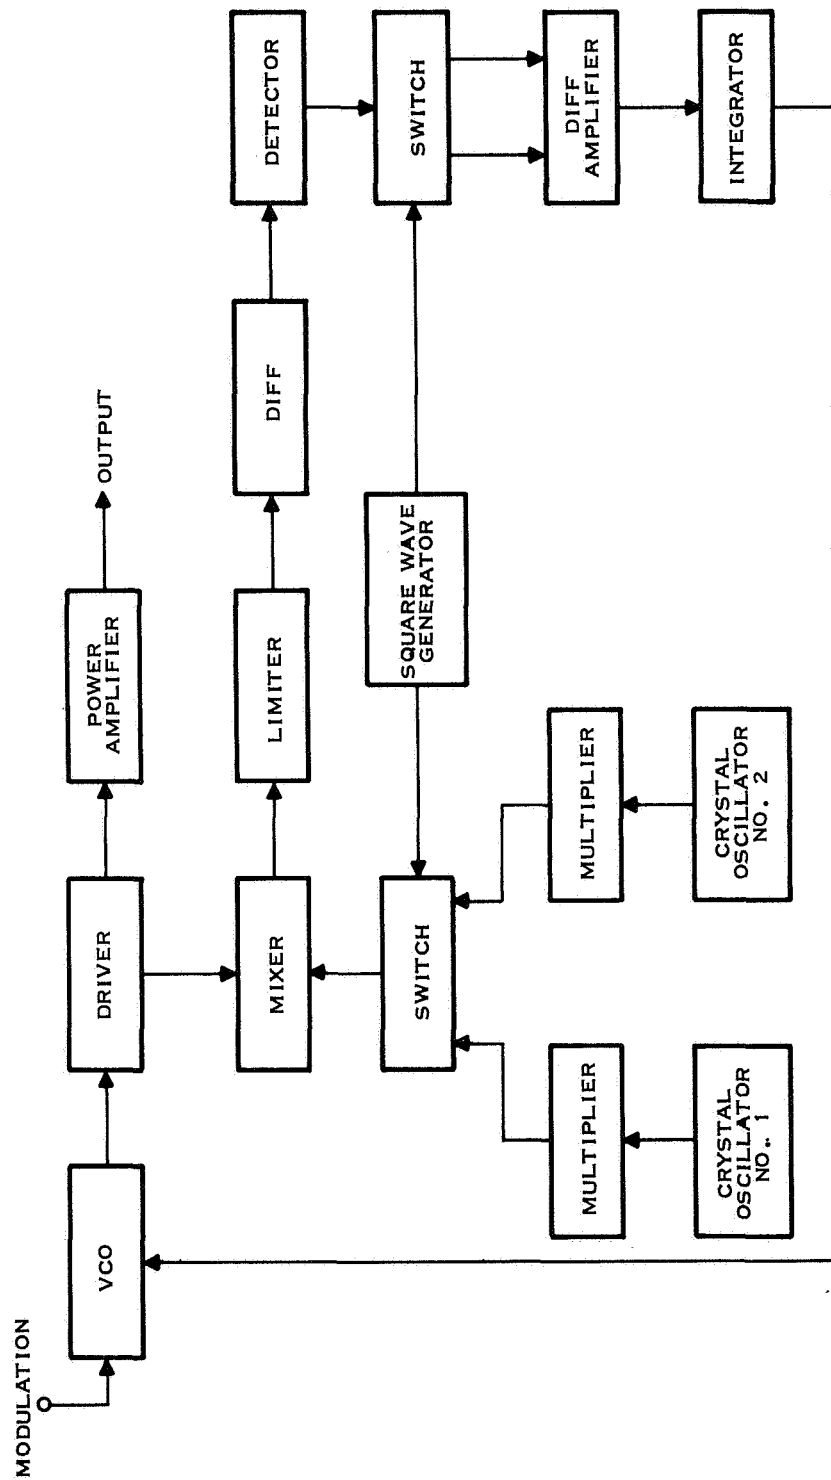 MODULATION
VCO
DRIVER
POWER
AMPLIFIER
OUTPUT
MIXER
LIMITER
DIFF
DETECTOR
SWITCH
SQUARE WAVE
GENERATOR
SWITCH
MULTIPLIER
MULTIPLIER
DIFF
AMPLIFIER
CRYSTAL
OSCILLATOR
NO. 1
CRYSTAL
OSCILLATOR
NO. 2
INTEGRATOR